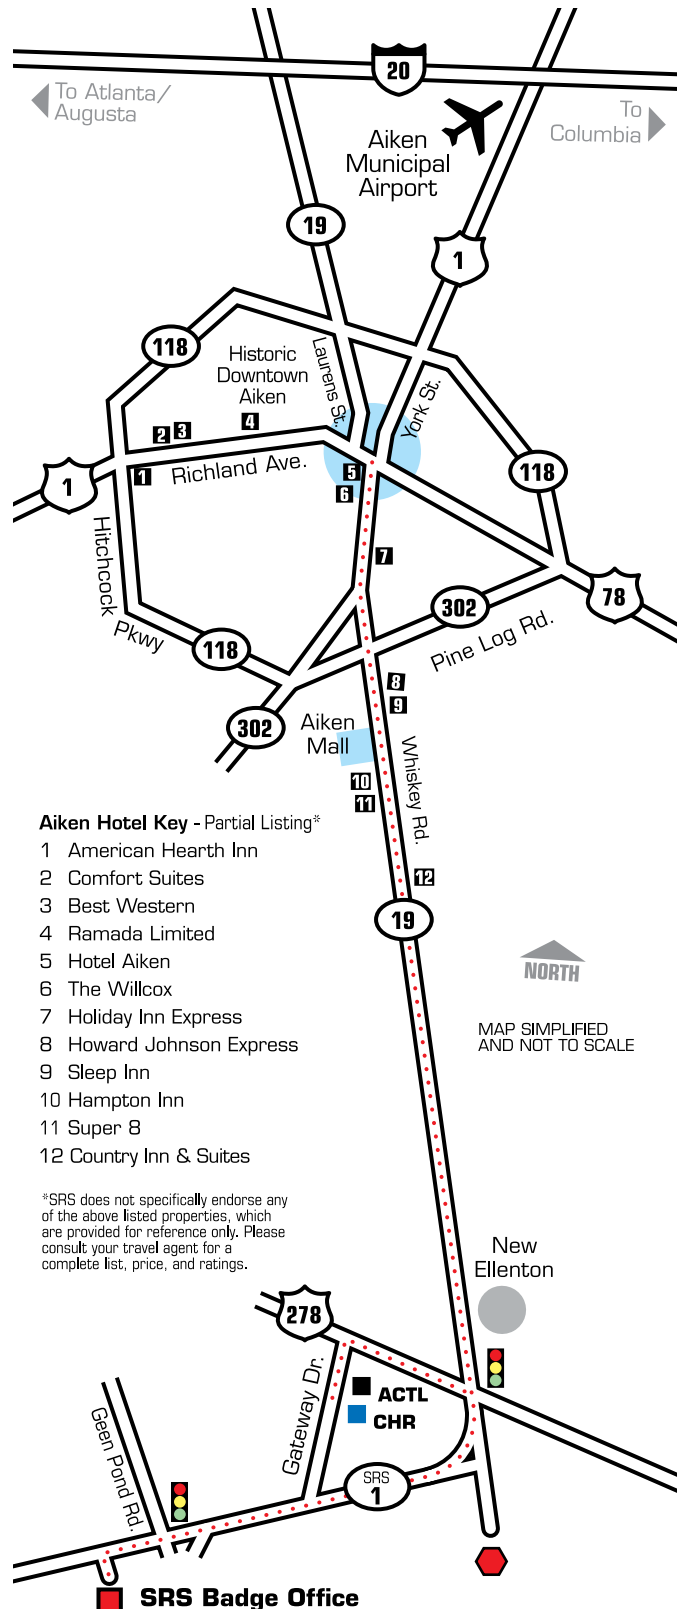 20
To Atlanta/
Augusta
To
Columbia
Aiken
Municipal
Airport
19
1
118
Historic
Downtown
Aiken
Laurens St.
York St.
2
3
4
1
Richland Ave.
5
6
118
1
Hitchcock
Pkwy
7
302
78
Pine Log Rd.
118
8
9
302
Aiken
Mall
Whiskey Rd.
10
11
12
19
Aiken Hotel Key - Partial Listing*
1 American Hearth Inn
2 Comfort Suites
3 Best Western
4 Ramada Limited
5 Hotel Aiken
6 The Willcox
7 Holiday Inn Express
8 Howard Johnson Express
9 Sleep Inn
10 Hampton Inn
11 Super 8
12 Country Inn & Suites
NORTH
MAP SIMPLIFIED
AND NOT TO SCALE
*SRS does not specifically endorse any
of the above listed properties, which
are provided for reference only. Please
consult your travel agent for a
complete list, price, and ratings.
New
Ellenton
278
Gateway Dr.
ACTL
CHR
Geen Pond Rd.
SRS
1
SRS Badge Office